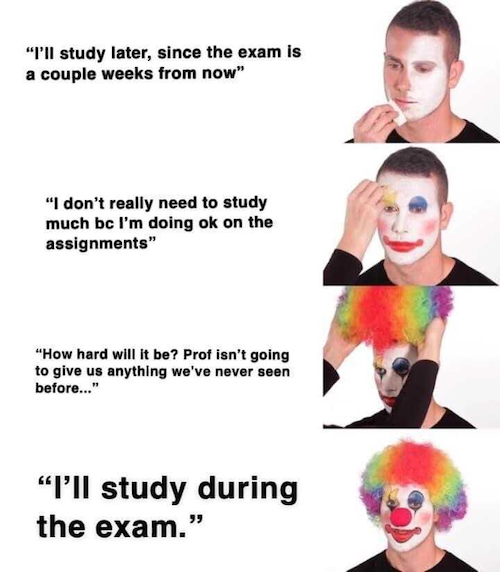 “I’ll study later, since the exam is
a couple weeks from now”
“I don’t really need to study
much bc I’m doing ok on the
assignments”
“How hard will it be? Prof isn’t going
to give us anything we've never seen
before...”
“I’ll study during
the exam.”